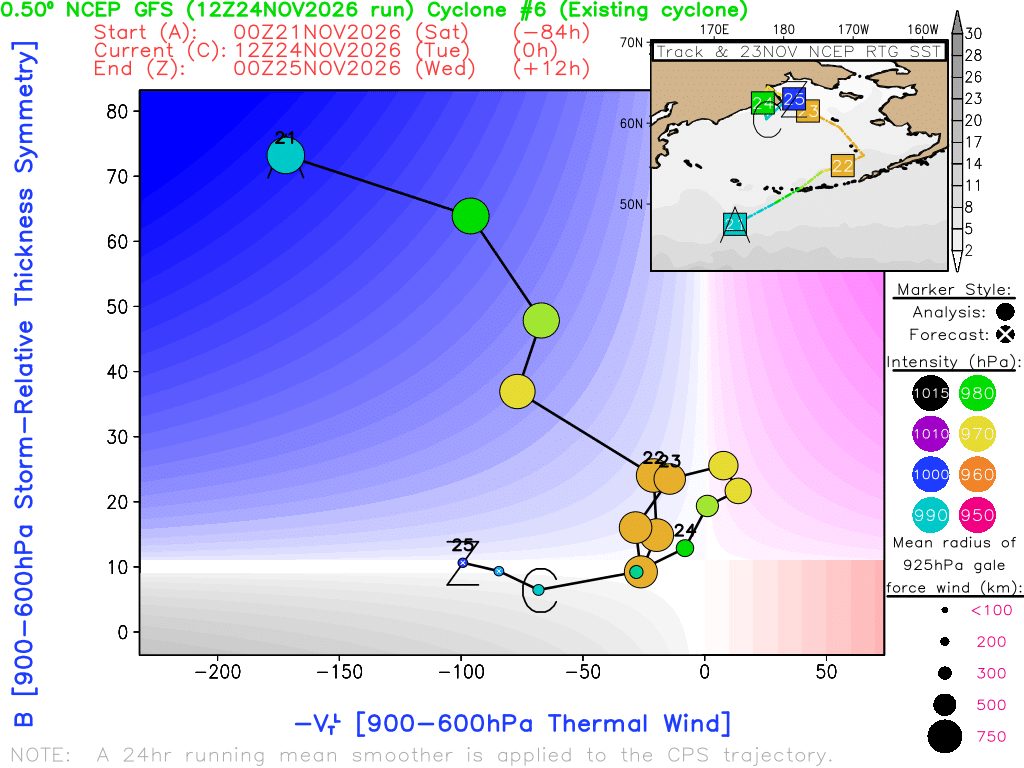 0.50º NCEP GFS (12Z24NOV2026 run) Cyclone #6 (Existing cyclone)
Start (A): 00Z21NOV2026 (Sat) (−84h)
Current (C): 12Z24NOV2026 (Tue) (0h)
End (Z): 00Z25NOV2026 (Wed) (+12h)
170E 180 170W 160W
70N
60N
50N
Track & 23NOV NCEP RTG SST
24 25 23
22
21
A
C
Z
30
28
26
23
20
17
14
11
8
5
2
B [900−600hPa Storm−Relative Thickness Symmetry]
80
70
60
50
40
30
20
10
0
21
A
22 23
24
25
Z
C
−200 −150 −100 −50 0 50
−V_T^L [900−600hPa Thermal Wind]
Marker Style:
Analysis:
Forecast:
Intensity (hPa):
1015 980
1010 970
1000 960
990 950
Mean radius of
925hPa gale
force wind (km):
<100
200
300
500
750
NOTE: A 24hr running mean smoother is applied to the CPS trajectory.